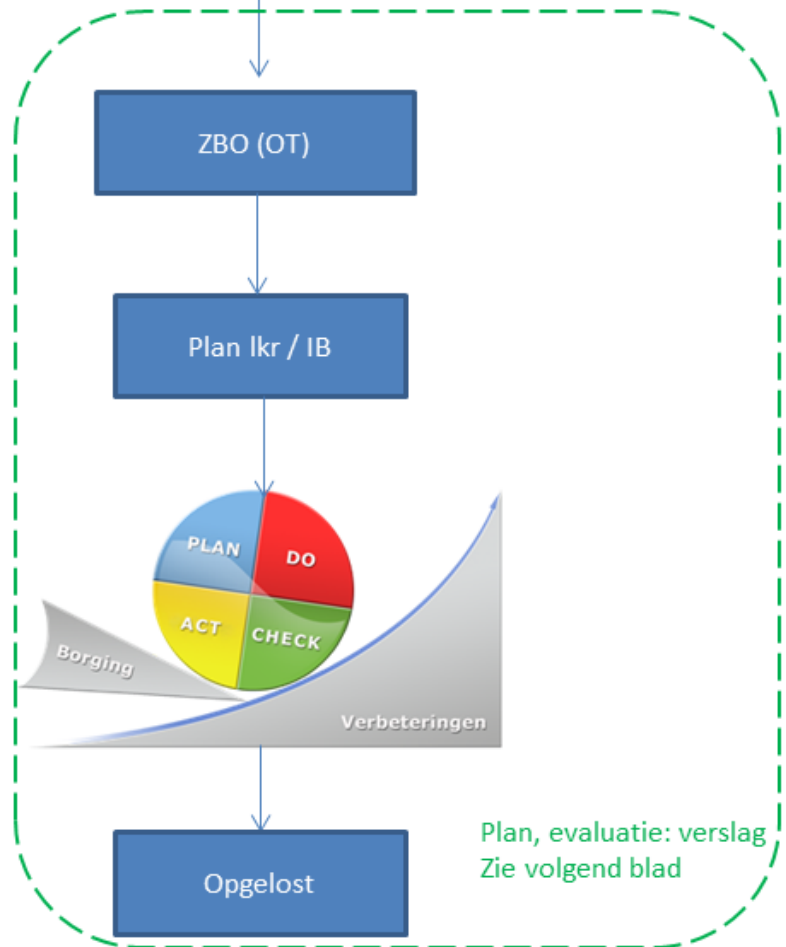 ZBO (OT)
Plan lkr / IB
PLAN
DO
ACT
CHECK
Borging
Verbeteringen
Plan, evaluatie: verslag
Zie volgend blad
Opgelost